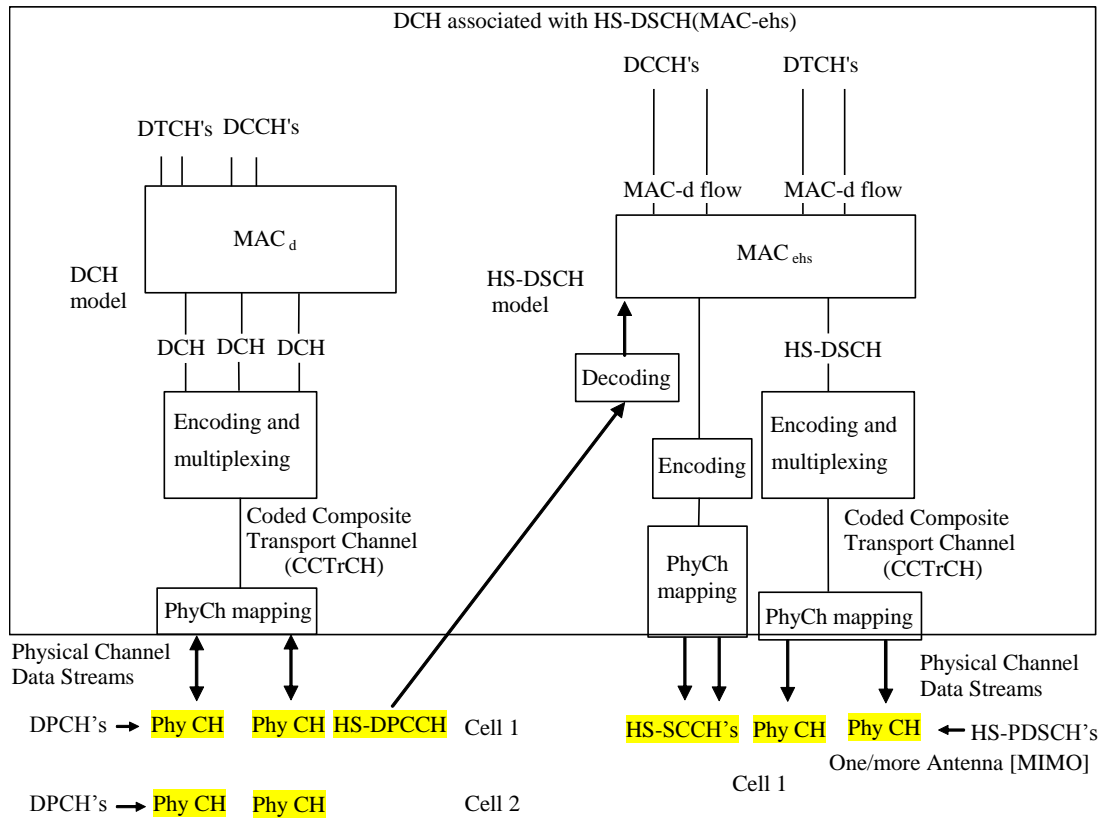 DCH associated with HS-DSCH(MAC-ehs)
DCCH's DTCH's
DTCH's DCCH's
MAC-d flow MAC-d flow
MAC d
MAC ehs
DCH
model
HS-DSCH
model
DCH DCH DCH
HS-DSCH
Decoding
Encoding and
multiplexing
Encoding
Encoding and
multiplexing
Coded Composite
Transport Channel
(CCTrCH)
PhyCh
mapping
Coded Composite
Transport Channel
(CCTrCH)
PhyCh mapping
PhyCh mapping
Physical Channel
Data Streams
Physical Channel
Data Streams
DPCH’s Phy CH Phy CH HS-DPCCH Cell 1
HS-SCCH’s Phy CH Phy CH HS-PDSCH’s
One/more Antenna [MIMO]
Cell 1
DPCH’s Phy CH Phy CH Cell 2